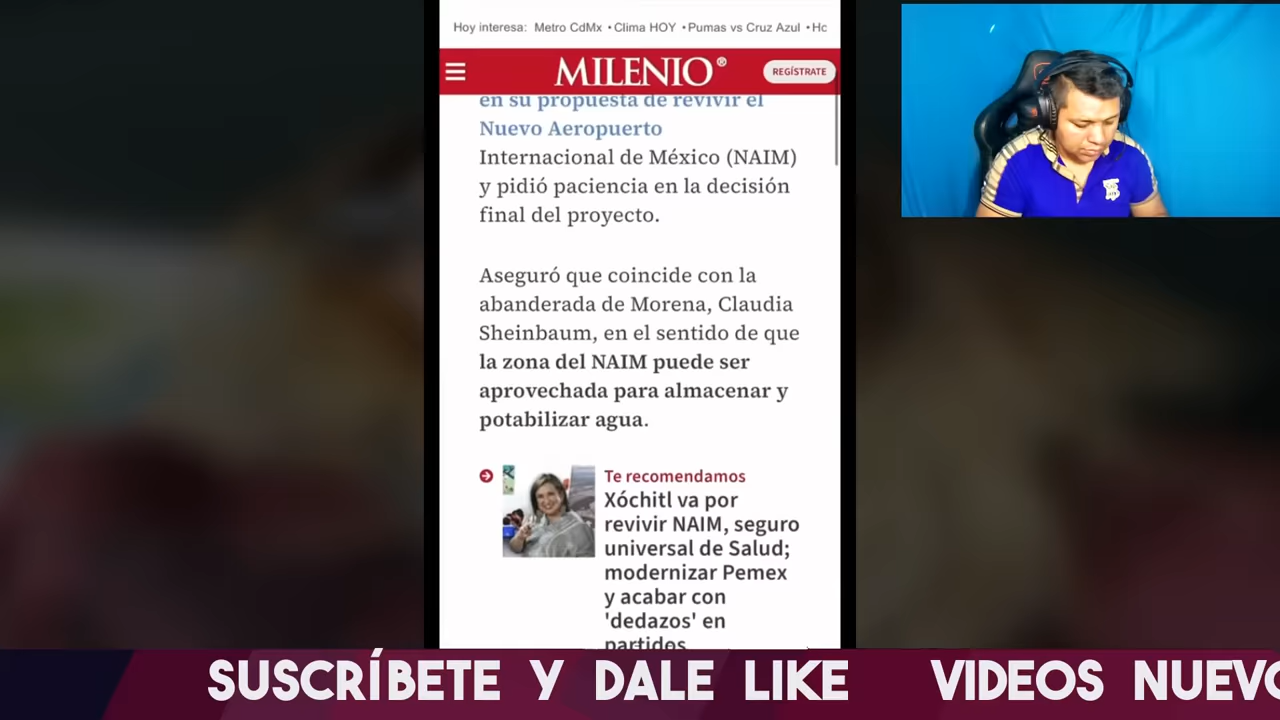 Hoy interesa: Metro CdMx • Clima HOY • Pumas vs Cruz Azul • Ho
MILENIO®
REGÍSTRATE
en su propuesta de revivir el
Nuevo Aeropuerto
Internacional de México (NAIM)
y pidió paciencia en la decisión
final del proyecto.
Aseguró que coincide con la
abanderada de Morena, Claudia
Sheinbaum, en el sentido de que
la zona del NAIM puede ser
aprovechada para almacenar y
potabilizar agua.
Te recomendamos
Xóchitl va por
revivir NAIM, seguro
universal de Salud;
modernizar Pemex
y acabar con
'dedazos' en
partidos
SUSCRÍBETE Y DALE LIKE VIDEOS NUEVO